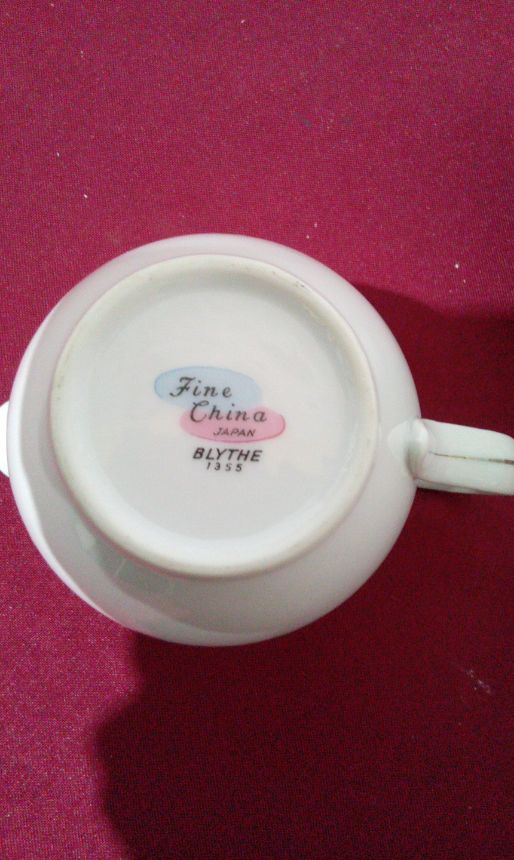 Fine
China
JAPAN
BLYTHE
1355